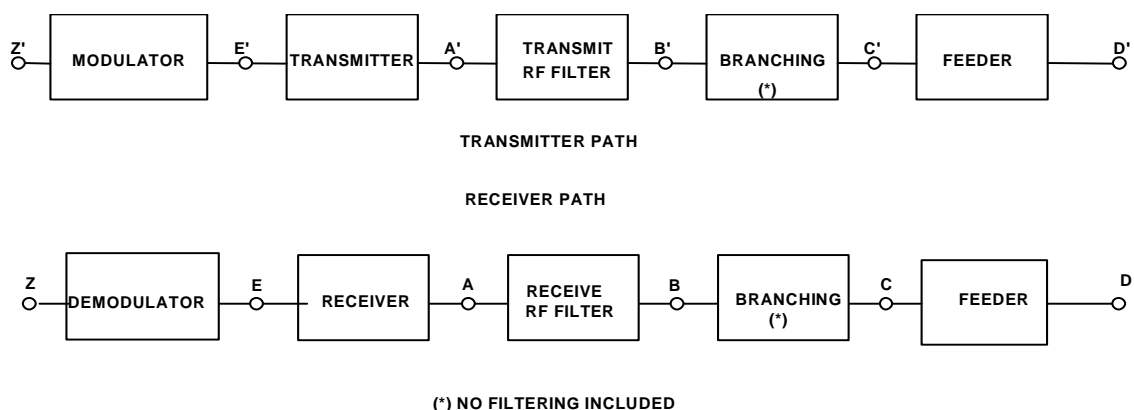 Z' E' A' B' C' D'
MODULATOR TRANSMITTER TRANSMIT BRANCHING FEEDER
RF FILTER
(*)
TRANSMITTER PATH
RECEIVER PATH
Z E A B C D
DEMODULATOR RECEIVER RECEIVE BRANCHING FEEDER
RF FILTER
(*)
(*) NO FILTERING INCLUDED